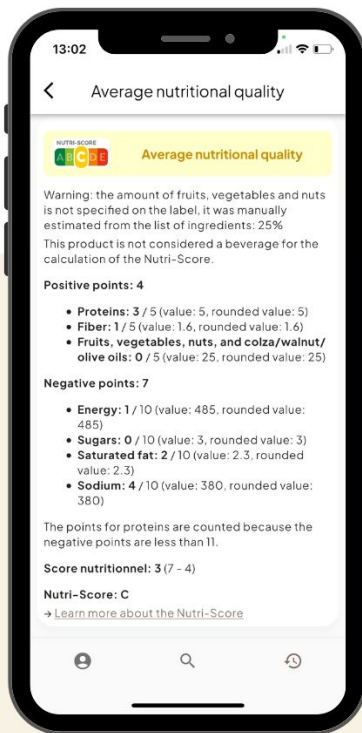 13:02
Average nutritional quality
NUTRI-SCORE
A B C D E
Average nutritional quality
Warning: the amount of fruits, vegetables and nuts
is not specified on the label, it was manually
estimated from the list of ingredients: 25%
This product is not considered a beverage for the
calculation of the Nutri-Score.
Positive points: 4
• Proteins: 3 / 5 (value: 5, rounded value: 5)
• Fiber: 1 / 5 (value: 1.6, rounded value: 1.6)
• Fruits, vegetables, nuts, and colza/walnut/
olive oils: 0 / 5 (value: 25, rounded value: 25)
Negative points: 7
• Energy: 1 / 10 (value: 485, rounded value:
485)
• Sugars: 0 / 10 (value: 3, rounded value: 3)
• Saturated fat: 2 / 10 (value: 2.3, rounded
value: 2.3)
• Sodium: 4 / 10 (value: 380, rounded value:
380)
The points for proteins are counted because the
negative points are less than 11.
Score nutritionnel: 3 (7 - 4)
Nutri-Score: C
→ Learn more about the Nutri-Score